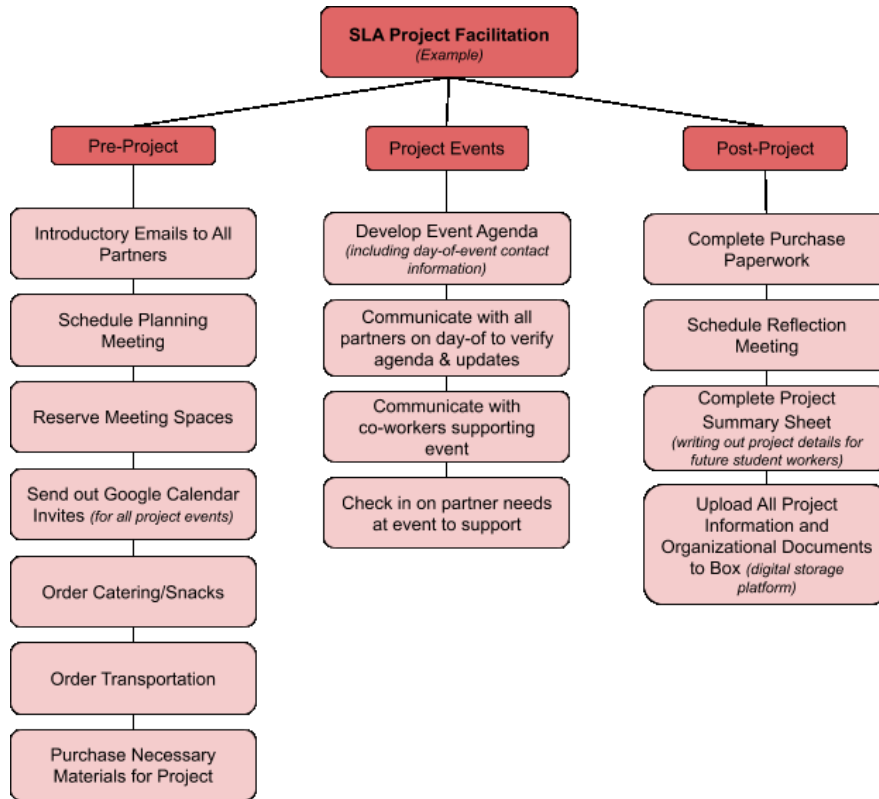 SLA Project Facilitation
(Example)
Pre-Project
Introductory Emails to All
Partners
Schedule Planning
Meeting
Reserve Meeting Spaces
Send out Google Calendar
Invites (for all project events)
Order Catering/Snacks
Order Transportation
Purchase Necessary
Materials for Project
Project Events
Develop Event Agenda
(including day-of-event contact
information)
Communicate with all
partners on day-of to verify
agenda & updates
Communicate with
co-workers supporting
event
Check in on partner needs
at event to support
Post-Project
Complete Purchase
Paperwork
Schedule Reflection
Meeting
Complete Project
Summary Sheet
(writing out project details for
future student workers)
Upload All Project
Information and
Organizational Documents
to Box (digital storage
platform)